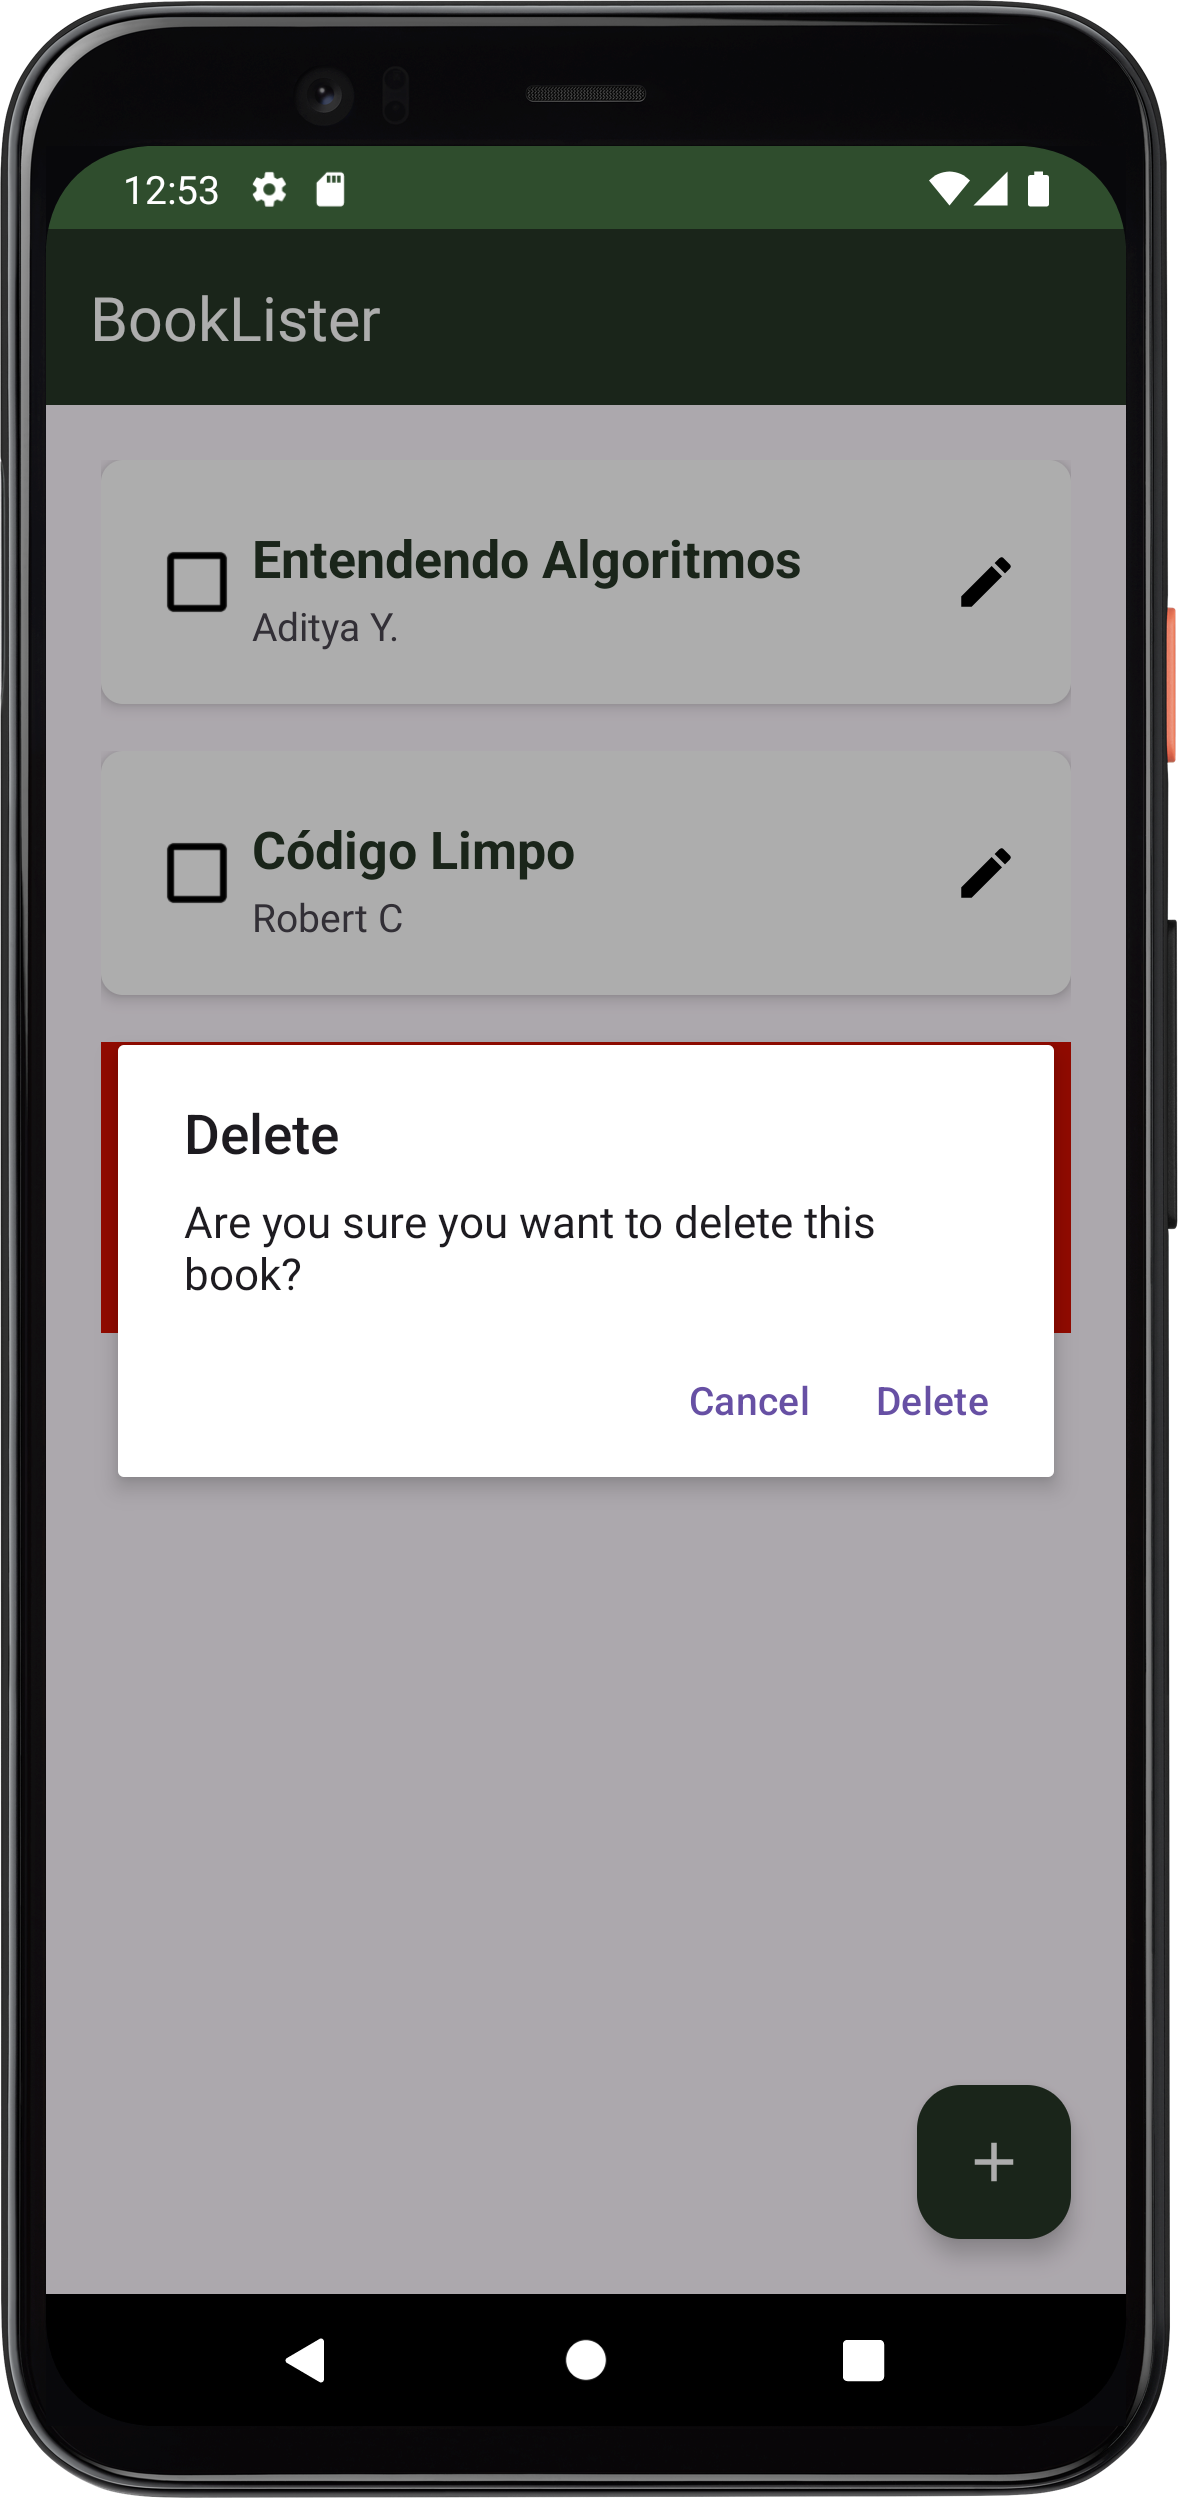 12:53
BookLister
Entendendo Algoritmos
Aditya Y.
Código Limpo
Robert C
Delete
Are you sure you want to delete this
book?
Cancel Delete